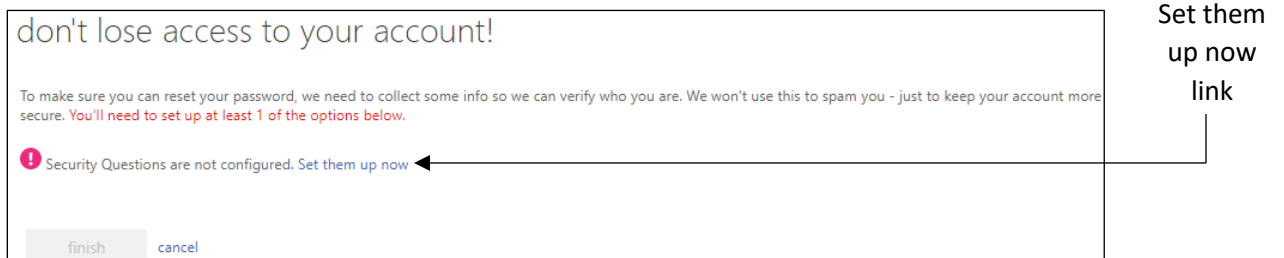 don't lose access to your account!
To make sure you can reset your password, we need to collect some info so we can verify who you are. We won't use this to spam you - just to keep your account more
secure. You'll need to set up at least 1 of the options below.
! Security Questions are not configured. Set them up now
finish cancel
Set them
up now
link